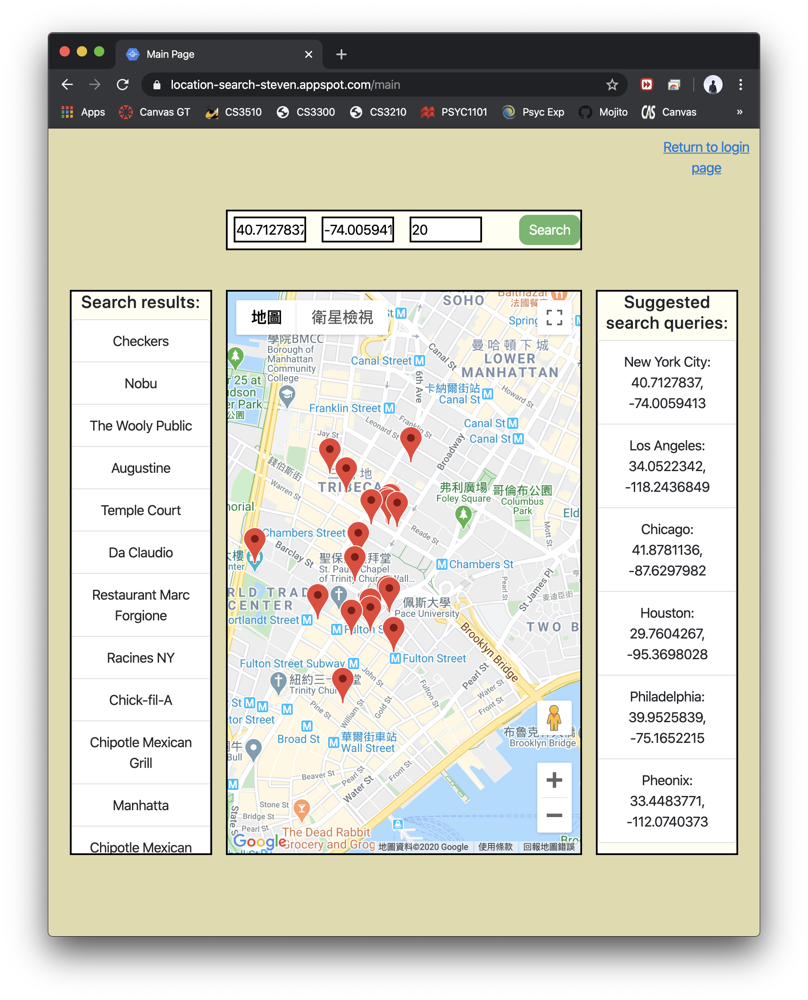 Main Page
location-search-steven.appspot.com/main
Apps Canvas GT CS3510 CS3300 CS3210 PSYC1101 Psyc Exp Mojito CAS Canvas »
Return to login
page
40.7127837
-74.005941
20
Search
Search results:
Checkers
Nobu
The Wooly Public
Augustine
Temple Court
Da Claudio
Restaurant Marc
Forgione
Racines NY
Chick-fil-A
Chipotle Mexican
Grill
Manhatta
Chipotle Mexican
地圖
衛星檢視
SOHO
Balthazar
法國餐
Spring
學院BMCC
Borough of
Manhattan
Community
College
Canal Street
Canal St
6th Ave
曼哈頓下城
LOWER
MANHATTAN
卡納爾街站
Canal St
Howard St
r 25 at
udson
er Park
公園
Franklin Street
Franklin St
Leonard St
Canal St
Canal St
Jay St
Broadway
錢伯斯街
Warren St
TRIBECA
弗利廣場
Foley Square
哥倫布公園
Columbus
Park
Eld
morial
Mott St
Chambers Street
Reade St
Barclay St
大樓
nter
聖保
拜堂
St. Paul
Chapel
of Trinity Church Wall...
Chambers St
Pearl St
St James Pl
麥迪臣街
RLD TRAD
CENTER
ortlandt Street
佩斯大學
Pace University
Fulton S
TWO B
Brooklyn Bridge
Fulton Street
Fulton Street Subway
John St
紐約三一
堂
Trinity Chu
Pearl St
Water St
Front St
Fulton St
St
ctor Street
Pine St
William St
Gold St
Broad St
華爾街車站
Wall Street
布魯克
Brooklyn Bridge
Bull
Beaver St
Pearl St
Water St
Front St
Stone St
Bridge St
Pearl St
State S
The Dead Rabbit
Grocery and Grog
Google
地圖資料©2020 Google
使用條款
回報地圖錯誤
Suggested
search queries:
New York City:
40.7127837,
-74.0059413
Los Angeles:
34.0522342,
-118.2436849
Chicago:
41.8781136,
-87.6297982
Houston:
29.7604267,
-95.3698028
Philadelphia:
39.9525839,
-75.1652215
Pheonix:
33.4483771,
-112.0740373